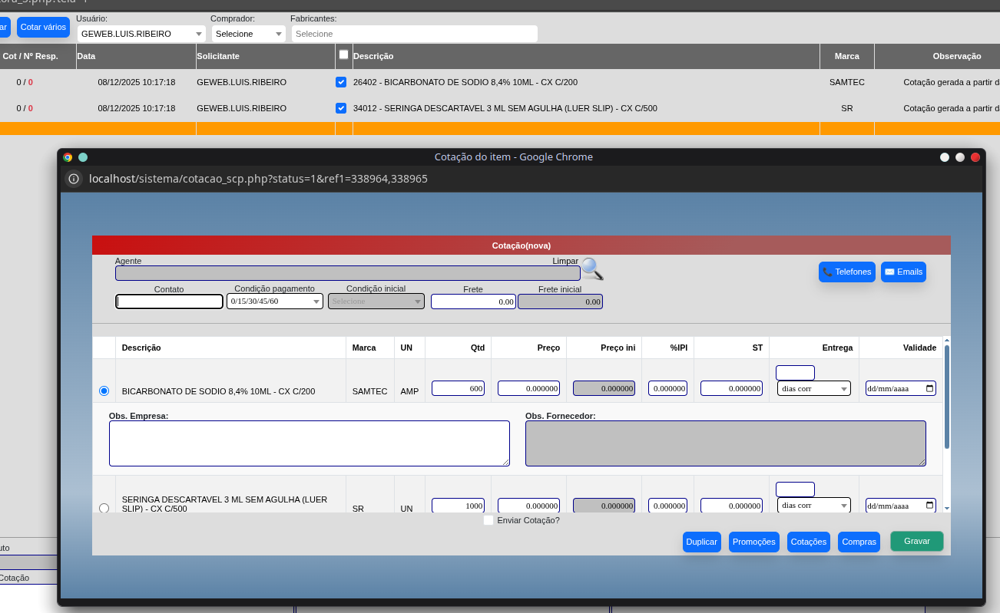 ar
Cotar vários
Usuário:
GEWEB.LUIS.RIBEIRO
Comprador:
Selecione
Fabricantes:
Selecione
Cot / Nº Resp. Data Solicitante Descrição Marca Observação
0 / 0 08/12/2025 10:17:18 GEWEB.LUIS.RIBEIRO 26402 - BICARBONATO DE SODIO 8,4% 10ML - CX C/200 SAMTEC Cotação gerada a partir d
0 / 0 08/12/2025 10:17:18 GEWEB.LUIS.RIBEIRO 34012 - SERINGA DESCARTAVEL 3 ML SEM AGULHA (LUER SLIP) - CX C/500 SR Cotação gerada a partir d
Cotação do item - Google Chrome
localhost/sistema/cotacao_scp.php?status=1&ref1=338964,338965
Cotação(nova)
Agente Limpar
📞 Telefones ✉️ Emails
Contato Condição pagamento Condição inicial Frete Frete inicial
0/15/30/45/60 Selecione 0.00 0.00
Descrição Marca UN Qtd Preço Preço ini %IPI ST Entrega Validade
BICARBONATO DE SODIO 8,4% 10ML - CX C/200 SAMTEC AMP 600 0.000000 0.000000 0.000000 0.000000 dias corr dd/mm/aaaa
Obs. Empresa: Obs. Fornecedor:
SERINGA DESCARTAVEL 3 ML SEM AGULHA (LUER
SLIP) - CX C/500 SR UN 1000 0.000000 0.000000 0.000000 0.000000 dias corr dd/mm/aaaa
Enviar Cotação?
Duplicar Promoções Cotações Compras Gravar
uto
Cotação